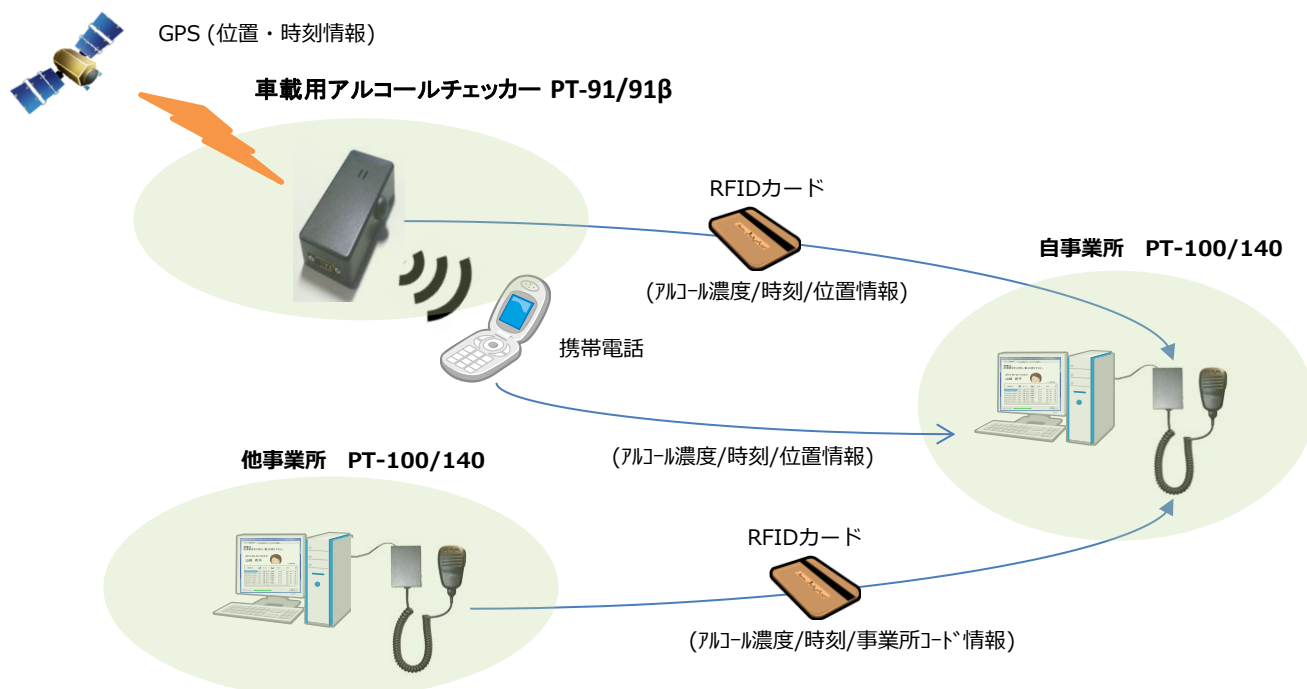 GPS (位置・時刻情報)
車載用アルコールチェッカー PT-91/91β
RFIDカード
自事業所　PT-100/140
(ｱﾙｺｰﾙ濃度/時刻/位置情報)
携帯電話
他事業所　PT-100/140
(ｱﾙｺｰﾙ濃度/時刻/位置情報)
RFIDカード
(ｱﾙｺｰﾙ濃度/時刻/事業所ｺｰﾄﾞ情報)